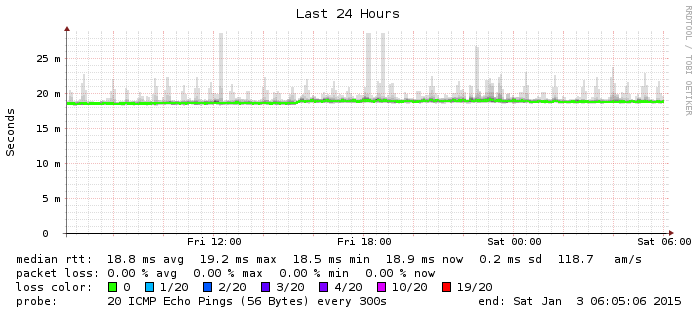 Last 24 Hours
RRDTOOL / TOBI OETIKER
Seconds
25 m
20 m
15 m
10 m
5 m
0
Fri 12:00 Fri 18:00 Sat 00:00 Sat 06:00
median rtt: 18.8 ms avg 19.2 ms max 18.5 ms min 18.9 ms now 0.2 ms sd 118.7 am/s
packet loss: 0.00 % avg 0.00 % max 0.00 % min 0.00 % now
loss color: 0 1/20 2/20 3/20 4/20 10/20 19/20
probe: 20 ICMP Echo Pings (56 Bytes) every 300s end: Sat Jan 3 06:05:06 2015